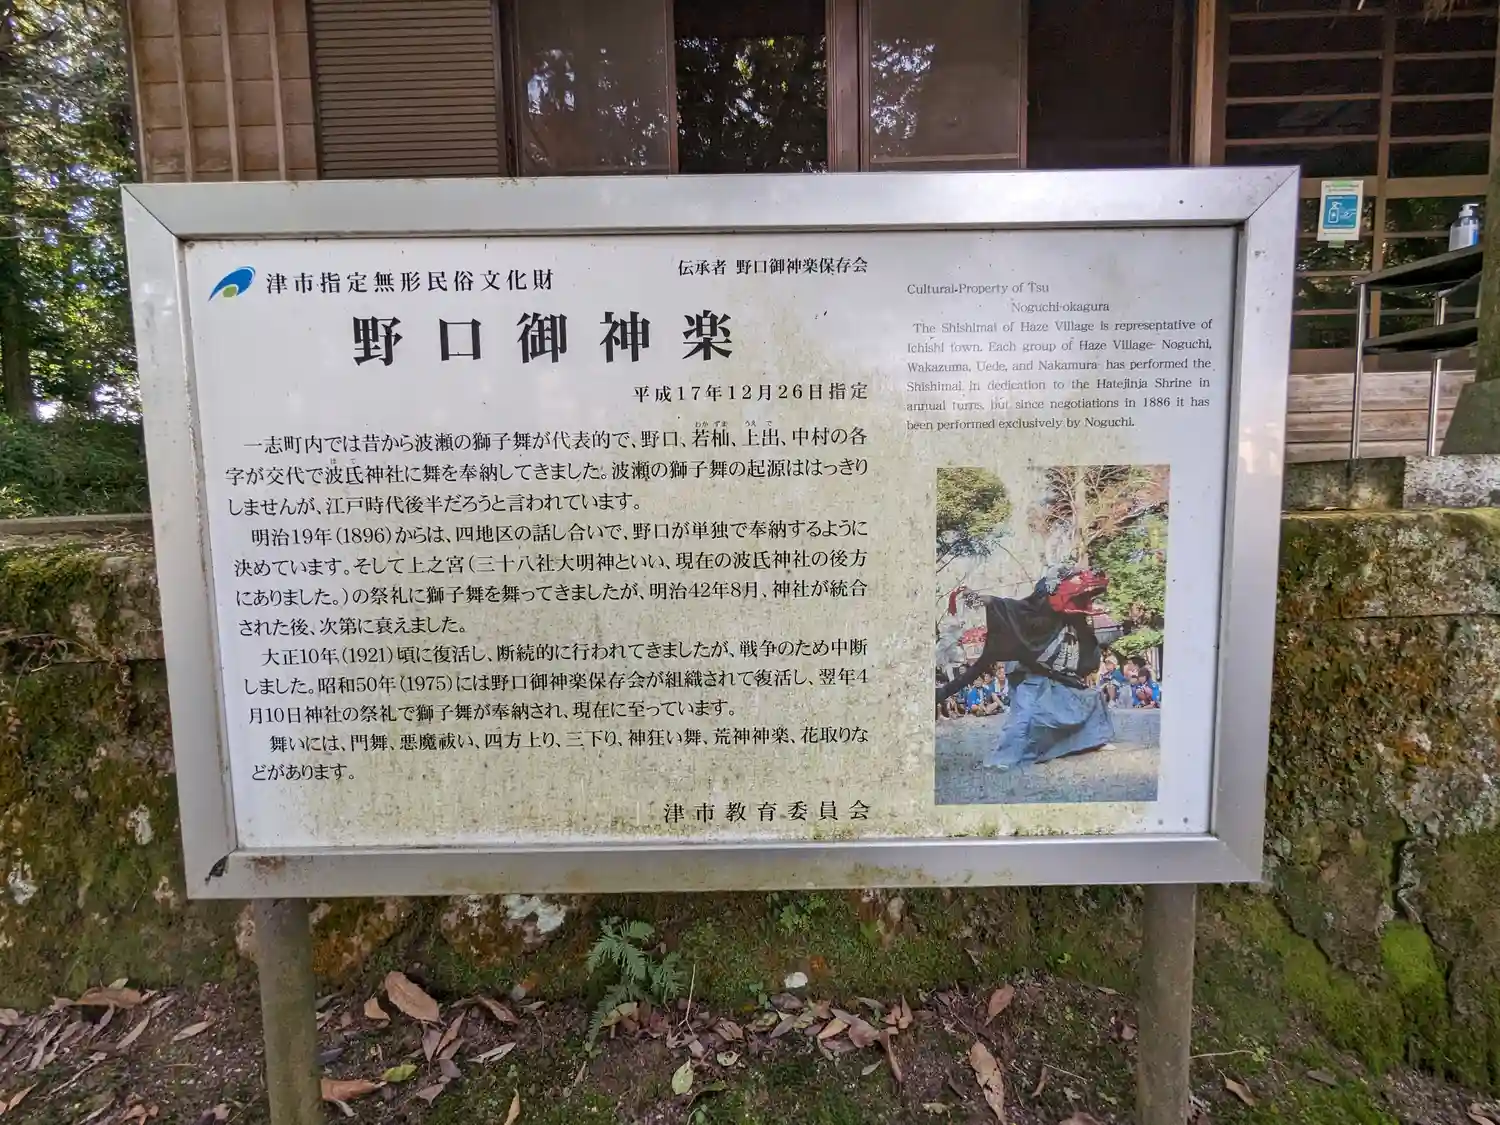 津市指定無形民俗文化財
伝承者 野口御神楽保存会
野口御神楽
平成17年12月26日指定
一志町内では昔から波瀬の獅子舞が代表的で、野口、若杣、上出、中村の各
字が交代で波氐神社に舞を奉納してきました。波瀬の獅子舞の起源ははっきり
しませんが、江戸時代後半だろうと言われています。
明治19年(1896)からは、四地区の話し合いで、野口が単独で奉納するように
決めています。そして上之宮(三十八社大明神といい、現在の波氐神社の後方
にありました。)の祭礼に獅子舞を舞ってきましたが、明治42年8月、神社が統合
された後、次第に衰えました。
大正10年(1921)頃に復活し、断続的に行われてきましたが、戦争のため中断
しました。昭和50年(1975)には野口御神楽保存会が組織されて復活し、翌年4
月10日神社の祭礼で獅子舞が奉納され、現在に至っています。
舞いには、門舞、悪魔祓い、四方上り、三下り、神狂い舞、荒神神楽、花取りな
どがあります。
津市教育委員会
Cultural-Property of Tsu
Noguchi-okagura
The Shishimai of Haze Village is representative of
Ichishi town. Each group of Haze Village- Noguchi,
Wakazuma, Uede, and Nakamura- has performed the
Shishimai in dedication to the Hatejinja Shrine in
annual turns, but since negotiations in 1886 it has
been performed exclusively by Noguchi.